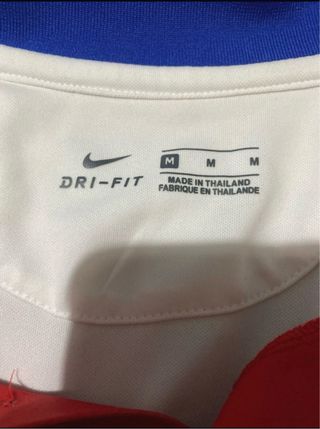 DRI-FIT
M M M
MADE IN THAILAND
FABRIQUE EN THAILANDE